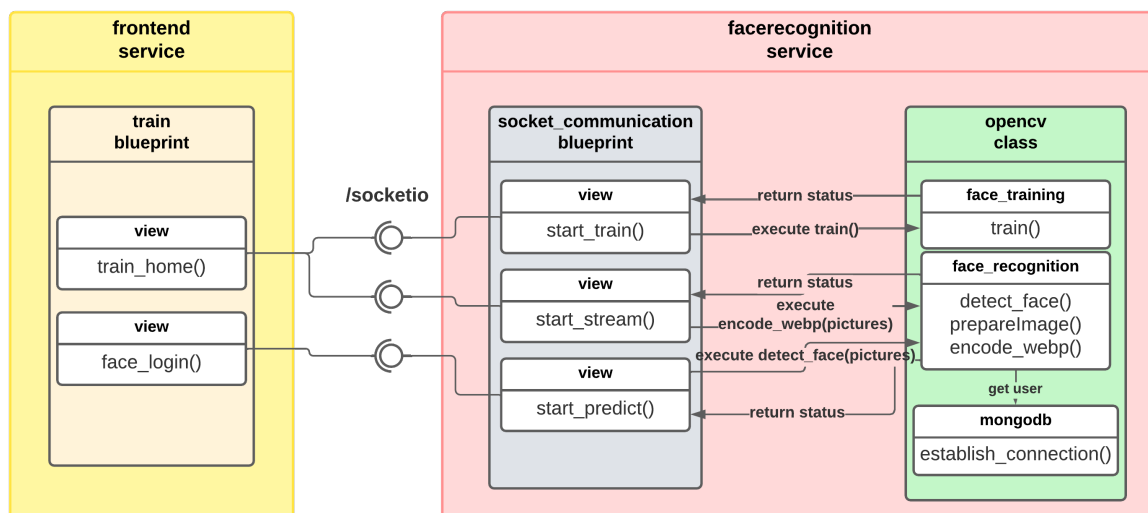 frontend
service
facerecognition
service
train
blueprint
view
train_home()
view
face_login()
/socketio
socket_communication
blueprint
view
start_train()
view
start_stream()
view
start_predict()
return status
execute train()
return status
execute
encode_webp(pictures)
execute detect_face(pictures)
return status
opencv
class
face_training
train()
face_recognition
detect_face()
prepareImage()
encode_webp()
get user
mongodb
establish_connection()